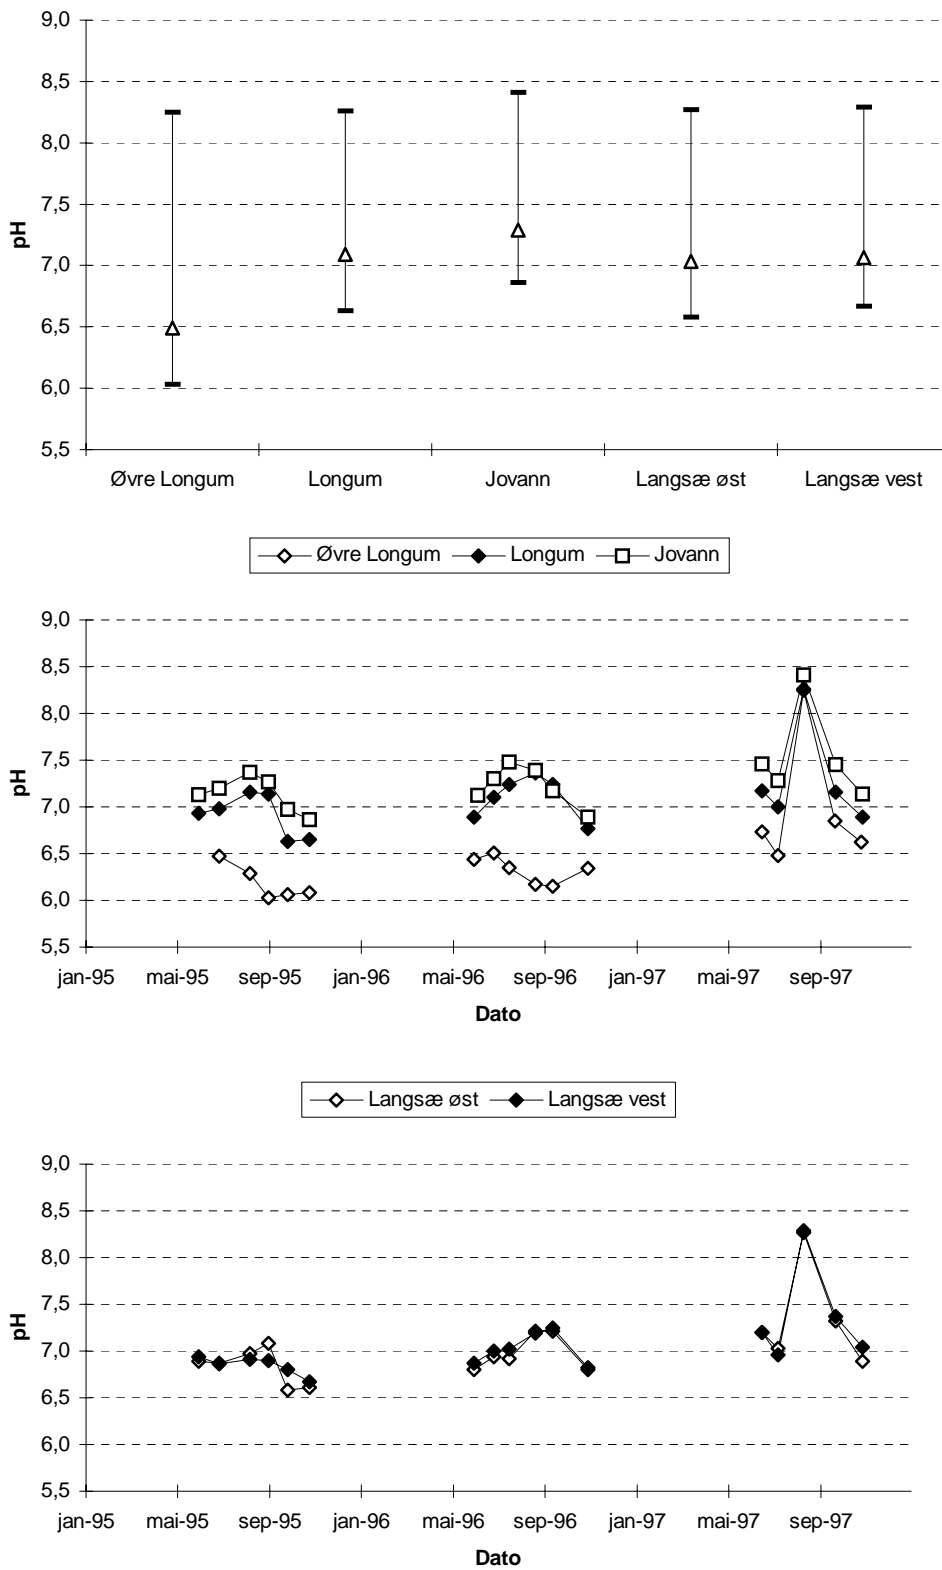 9,0
8,5
8,0
7,5
7,0
6,5
6,0
5,5
pH
Øvre Longum Longum Jovann Langsæ øst Langsæ vest
Øvre Longum Longum Jovann
9,0
8,5
8,0
7,5
7,0
6,5
6,0
5,5
pH
jan-95 mai-95 sep-95 jan-96 mai-96 sep-96 jan-97 mai-97 sep-97
Dato
Langsæ øst Langsæ vest
9,0
8,5
8,0
7,5
7,0
6,5
6,0
5,5
pH
jan-95 mai-95 sep-95 jan-96 mai-96 sep-96 jan-97 mai-97 sep-97
Dato